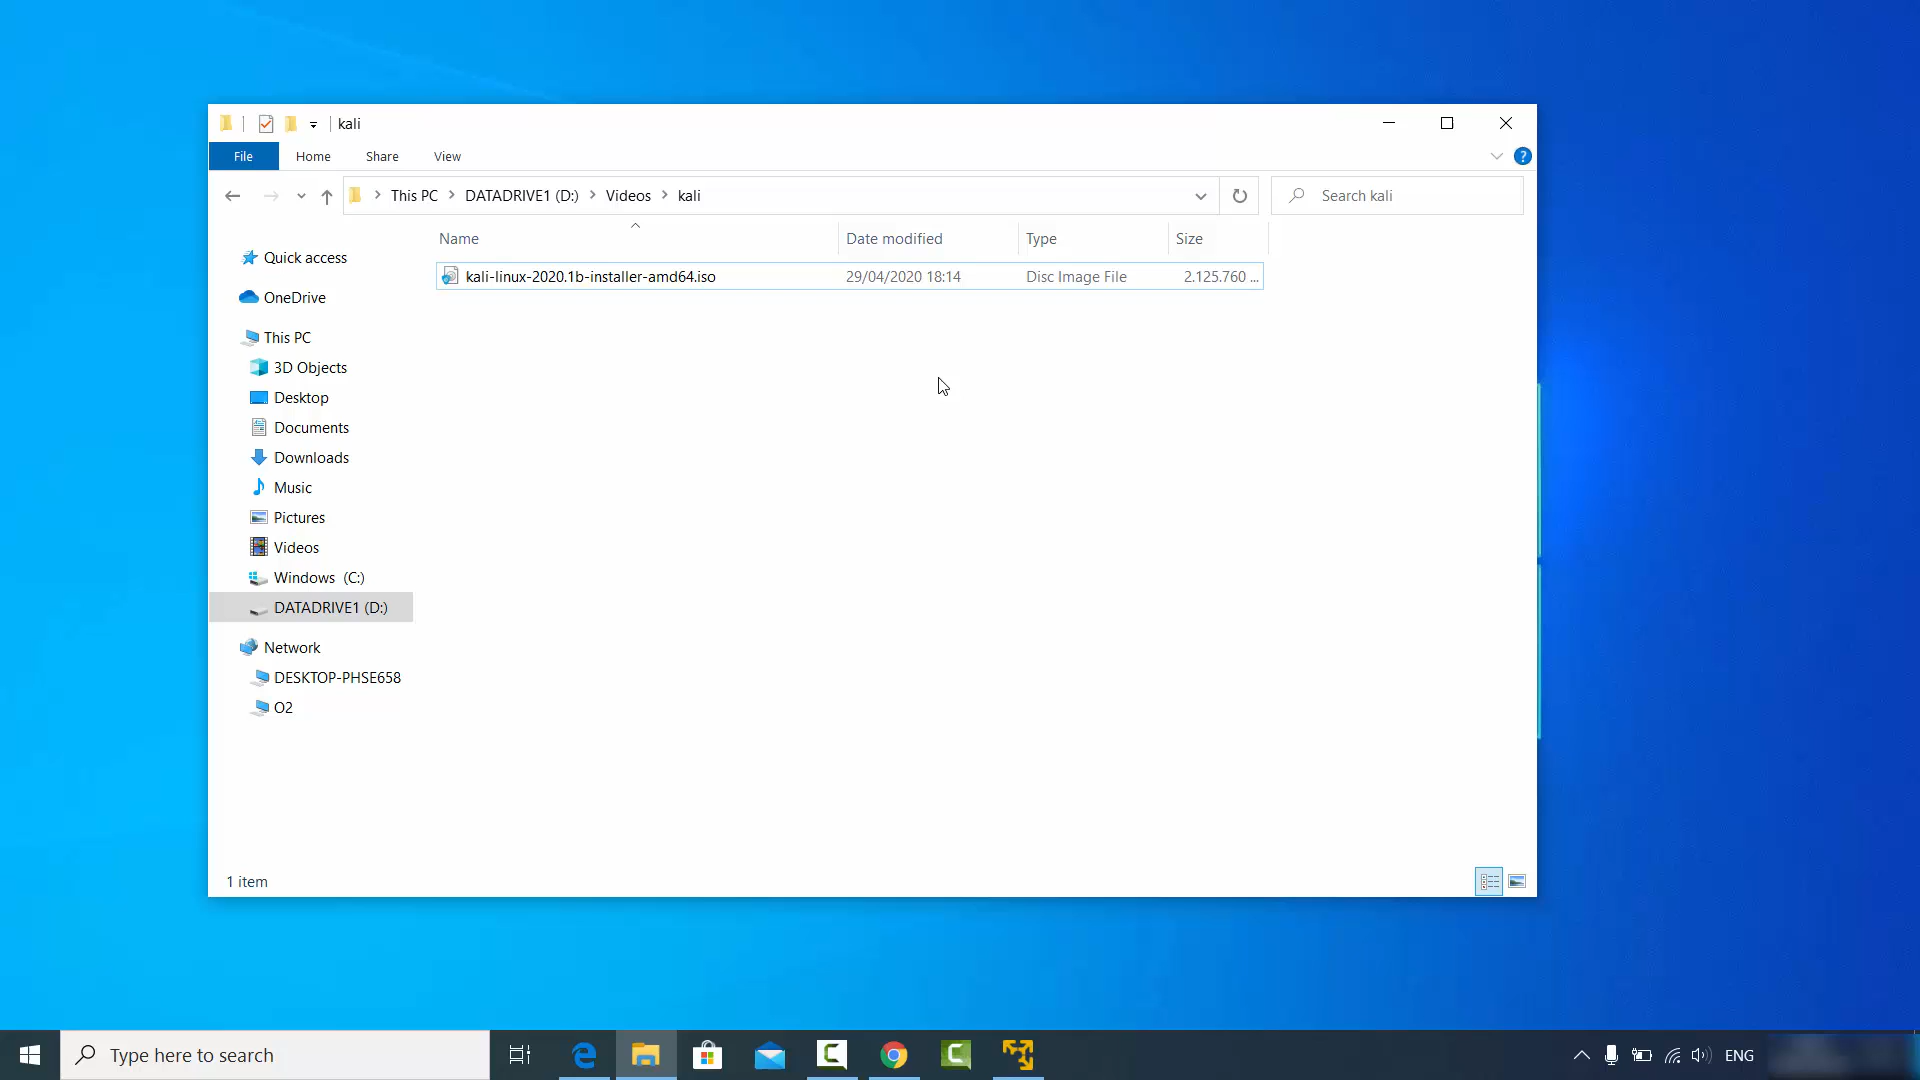 kali
File Home Share View
This PC DATADRIVE1 (D:) Videos kali
Search kali
Name Date modified Type Size
kali-linux-2020.1b-installer-amd64.iso 29/04/2020 18:14 Disc Image File 2.125.760 ...
Quick access
OneDrive
This PC
3D Objects
Desktop
Documents
Downloads
Music
Pictures
Videos
Windows (C:)
DATADRIVE1 (D:)
Network
DESKTOP-PHSE658
O2
1 item
Type here to search
ENG